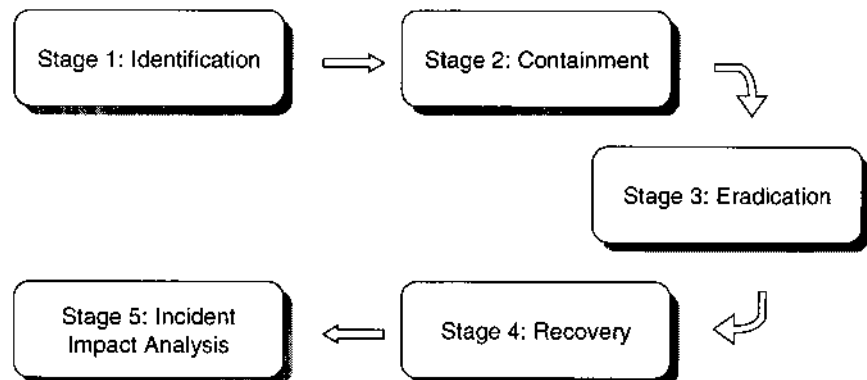 Stage 1: Identification
Stage 2: Containment
Stage 3: Eradication
Stage 4: Recovery
Stage 5: Incident
Impact Analysis